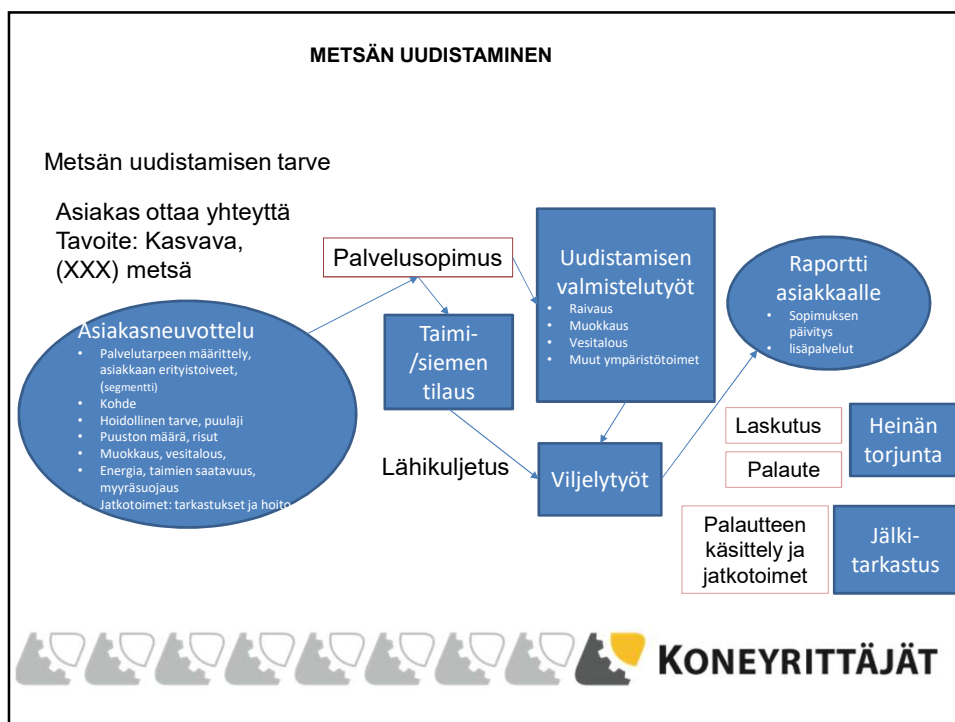 METSÄN UUDISTAMINEN
Metsän uudistamisen tarve
Asiakas ottaa yhteyttä
Tavoite: Kasvava,
(XXX) metsä
Asiakasneuvottelu
• Palvelutarpeen määrittely,
asiakkaan erityistoiveet,
(segmentti)
• Kohde
• Hoidollinen tarve, puulaji
• Puuston määrä, risut
• Muokkaus, vesitalous,
• Energia, taimien saatavuus,
myyräsuojaus
• Jatkotoimet: tarkastukset ja hoito
Palvelusopimus
Taimi-
/siemen
tilaus
Lähikuljetus
Uudistamisen
valmistelutyöt
• Raivaus
• Muokkaus
• Vesitalous
• Muut ympäristötoimet
Viljelytyöt
Raportti
asiakkaalle
• Sopimuksen
päivitys
• lisäpalvelut
Laskutus
Palaute
Heinän
torjunta
Palautteen
käsittely ja
jatkotoimet
Jälki-
tarkastus
KONEYRITTÄJÄT